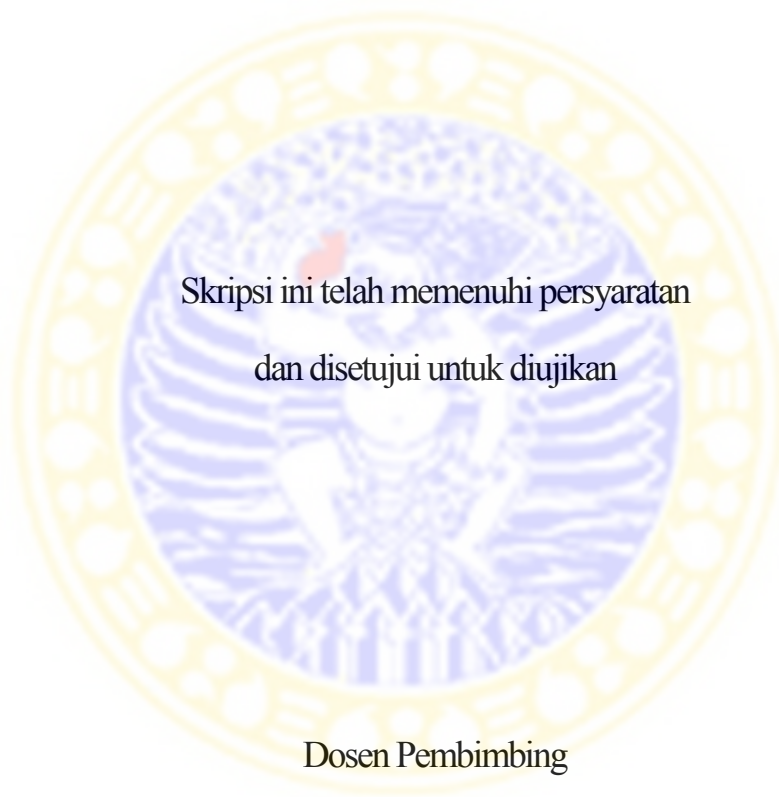 Skripsi ini telah memenuhi persyaratan
dan disetujui untuk diujikan
Dosen Pembimbing